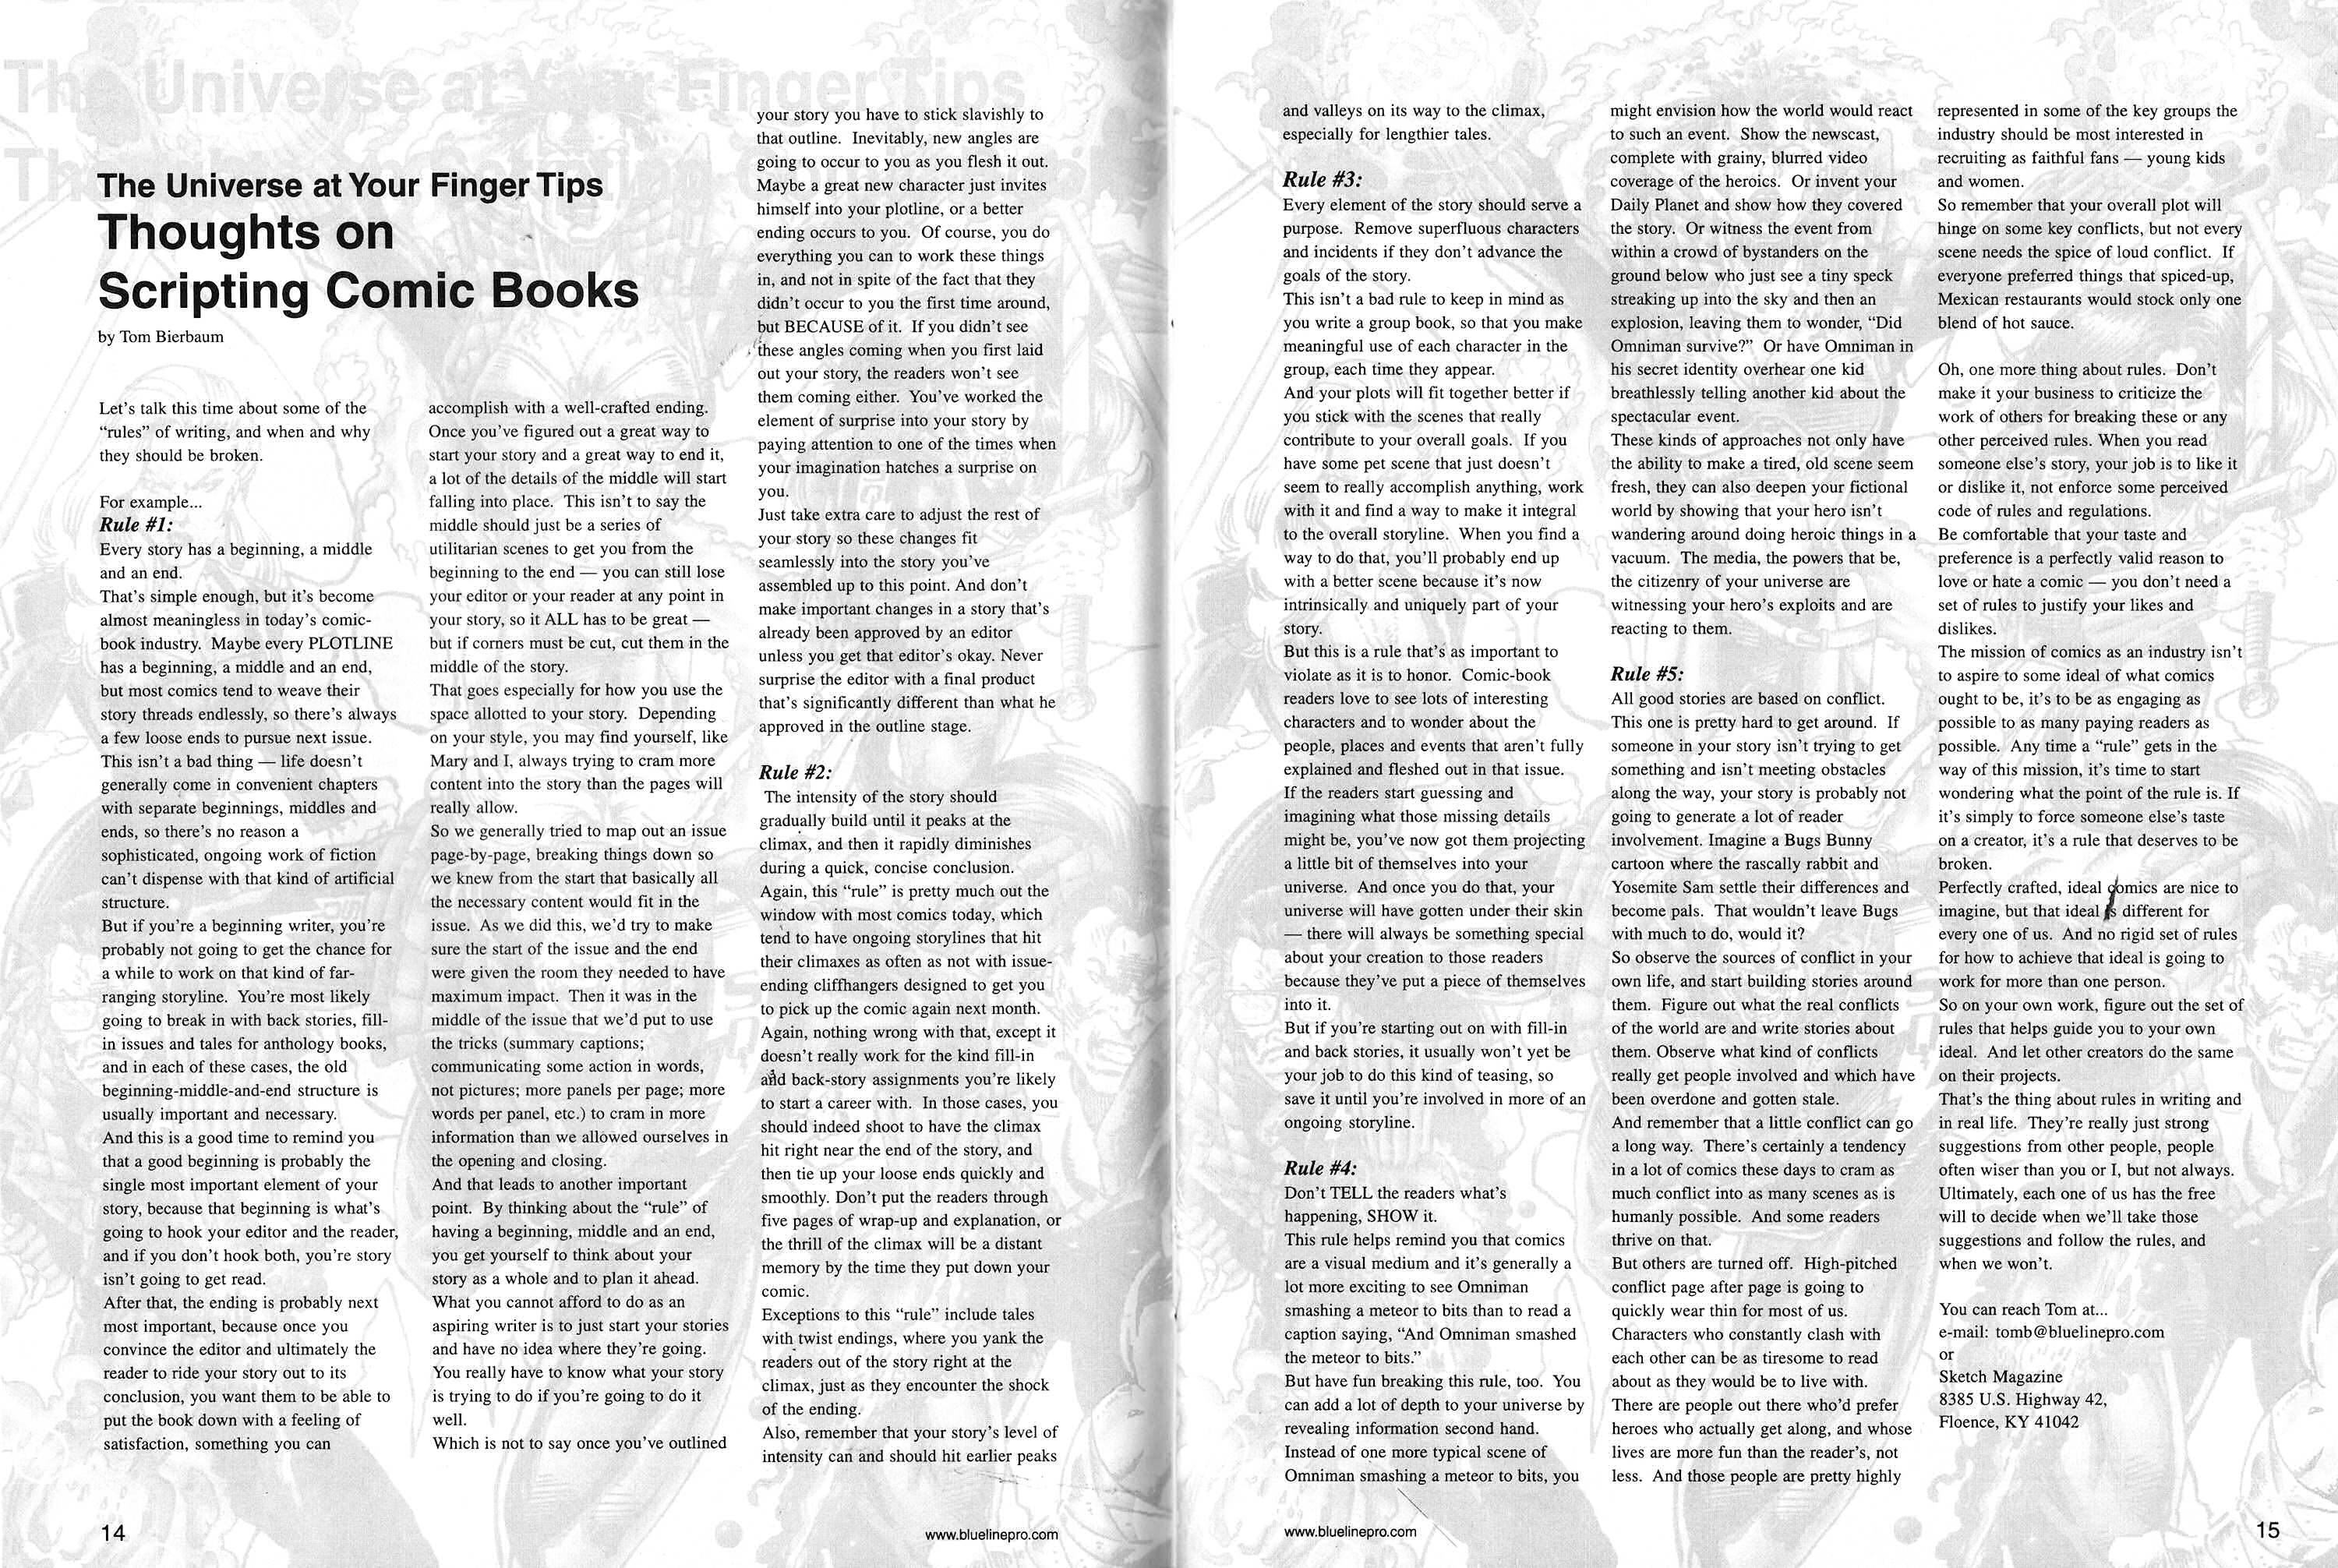 The Universe at Your Finger Tips
The Universe at Your Finger Tips
Thoughts on
Scripting Comic Books
by Tom Bierbaum
Let's talk this time about some of the
“rules” of writing, and when and why
they should be broken.
For example...
Rule #1:
Every story has a beginning, a middle
and an end.
That's simple enough, but it's become
almost meaningless in today's comic-
book industry. Maybe every PLOTLINE
has a beginning, a middle and an end,
but most comics tend to weave their
story threads endlessly, so there's always
a few loose ends to pursue next issue.
This isn't a bad thing — life doesn't
generally come in convenient chapters
with separate beginnings, middles and
ends, so there's no reason a
sophisticated, ongoing work of fiction
can't dispense with that kind of artificial
structure.
But if you're a beginning writer, you're
probably not going to get the chance for
a while to work on that kind of far-
ranging storyline. You're most likely
going to break in with back stories, fill-
in issues and tales for anthology books,
and in each of these cases, the old
beginning-middle-and-end structure is
usually important and necessary.
And this is a good time to remind you
that a good beginning is probably the
single most important element of your
story, because that beginning is what's
going to hook your editor and the reader,
and if you don't hook both, you're story
isn't going to get read.
After that, the ending is probably next
most important, because once you
convince the editor and ultimately the
reader to ride your story out to its
conclusion, you want them to be able to
put the book down with a feeling of
satisfaction, something you can
accomplish with a well-crafted ending.
Once you've figured out a great way to
start your story and a great way to end it,
a lot of the details of the middle will start
falling into place. This isn't to say the
middle should just be a series of
utilitarian scenes to get you from the
beginning to the end — you can still lose
your editor or your reader at any point in
your story, so it ALL has to be great —
but if corners must be cut, cut them in the
middle of the story.
That goes especially for how you use the
space allotted to your story. Depending
on your style, you may find yourself, like
Mary and I, always trying to cram more
content into the story than the pages will
really allow.
So we generally tried to map out an issue
page-by-page, breaking things down so
we knew from the start that basically all
the necessary content would fit in the
issue. As we did this, we'd try to make
sure the start of the issue and the end
were given the room they needed to have
maximum impact. Then it was in the
middle of the issue that we'd put to use
the tricks (summary captions;
communicating some action in words,
not pictures; more panels per page; more
words per panel, etc.) to cram in more
information than we allowed ourselves in
the opening and closing.
And that leads to another important
point. By thinking about the “rule” of
having a beginning, middle and an end,
you get yourself to think about your
story as a whole and to plan it ahead.
What you cannot afford to do as an
aspiring writer is to just start your stories
and have no idea where they're going.
You really have to know what your story
is trying to do if you're going to do it
well.
Which is not to say once you've outlined
your story you have to stick slavishly to
that outline. Inevitably, new angles are
going to occur to you as you flesh it out.
Maybe a great new character just invites
himself into your plotline, or a better
ending occurs to you. Of course, you do
everything you can to work these things
in, and not in spite of the fact that they
didn't occur to you the first time around,
but BECAUSE of it. If you didn't see
these angles coming when you first laid
out your story, the readers won't see
them coming either. You've worked the
element of surprise into your story by
paying attention to one of the times when
your imagination hatches a surprise on
you.
Just take extra care to adjust the rest of
your story so these changes fit
seamlessly into the story you've
assembled up to this point. And don't
make important changes in a story that's
already been approved by an editor
unless you get that editor's okay. Never
surprise the editor with a final product
that's significantly different than what he
approved in the outline stage.
Rule #2:
The intensity of the story should
gradually build until it peaks at the
climax, and then it rapidly diminishes
during a quick, concise conclusion.
Again, this “rule” is pretty much out the
window with most comics today, which
tend to have ongoing storylines that hit
their climaxes as often as not with issue-
ending cliffhangers designed to get you
to pick up the comic again next month.
Again, nothing wrong with that, except it
doesn't really work for the kind fill-in
and back-story assignments you're likely
to start a career with. In those cases, you
should indeed shoot to have the climax
hit right near the end of the story, and
then tie up your loose ends quickly and
smoothly. Don't put the readers through
five pages of wrap-up and explanation, or
the thrill of the climax will be a distant
memory by the time they put down your
comic.
Exceptions to this “rule” include tales
with twist endings, where you yank the
readers out of the story right at the
climax, just as they encounter the shock
of the ending.
Also, remember that your story's level of
intensity can and should hit earlier peaks
14
www.bluelinepro.com
and valleys on its way to the climax,
especially for lengthier tales.
Rule #3:
Every element of the story should serve a
purpose. Remove superfluous characters
and incidents if they don't advance the
goals of the story.
This isn't a bad rule to keep in mind as
you write a group book, so that you make
meaningful use of each character in the
group, each time they appear.
And your plots will fit together better if
you stick with the scenes that really
contribute to your overall goals. If you
have some pet scene that just doesn't
seem to really accomplish anything, work
with it and find a way to make it integral
to the overall storyline. When you find a
way to do that, you'll probably end up
with a better scene because it's now
intrinsically and uniquely part of your
story.
But this is a rule that's as important to
violate as it is to honor. Comic-book
readers love to see lots of interesting
characters and to wonder about the
people, places and events that aren't fully
explained and fleshed out in that issue.
If the readers start guessing and
imagining what those missing details
might be, you've now got them projecting
a little bit of themselves into your
universe. And once you do that, your
universe will have gotten under their skin
— there will always be something special
about your creation to those readers
because they've put a piece of themselves
into it.
But if you're starting out on with fill-in
and back stories, it usually won't yet be
your job to do this kind of teasing, so
save it until you're involved in more of an
ongoing storyline.
Rule #4:
Don't TELL the readers what's
happening, SHOW it.
This rule helps remind you that comics
are a visual medium and it's generally a
lot more exciting to see Omniman
smashing a meteor to bits than to read a
caption saying, “And Omniman smashed
the meteor to bits.”
But have fun breaking this rule, too. You
can add a lot of depth to your universe by
revealing information second hand.
Instead of one more typical scene of
Omniman smashing a meteor to bits, you
might envision how the world would react
to such an event. Show the newscast,
complete with grainy, blurred video
coverage of the heroics. Or invent your
Daily Planet and show how they covered
the story. Or witness the event from
within a crowd of bystanders on the
ground below who just see a tiny speck
streaking up into the sky and then an
explosion, leaving them to wonder, “Did
Omniman survive?” Or have Omniman in
his secret identity overhear one kid
breathlessly telling another kid about the
spectacular event.
These kinds of approaches not only have
the ability to make a tired, old scene seem
fresh, they can also deepen your fictional
world by showing that your hero isn't
wandering around doing heroic things in a
vacuum. The media, the powers that be,
the citizenry of your universe are
witnessing your hero's exploits and are
reacting to them.
Rule #5:
All good stories are based on conflict.
This one is pretty hard to get around. If
someone in your story isn't trying to get
something and isn't meeting obstacles
along the way, your story is probably not
going to generate a lot of reader
involvement. Imagine a Bugs Bunny
cartoon where the rascally rabbit and
Yosemite Sam settle their differences and
become pals. That wouldn't leave Bugs
with much to do, would it?
So observe the sources of conflict in your
own life, and start building stories around
them. Figure out what the real conflicts
of the world are and write stories about
them. Observe what kind of conflicts
really get people involved and which have
been overdone and gotten stale.
And remember that a little conflict can go
a long way. There's certainly a tendency
in a lot of comics these days to cram as
much conflict into as many scenes as is
humanly possible. And some readers
thrive on that.
But others are turned off. High-pitched
conflict page after page is going to
quickly wear thin for most of us.
Characters who constantly clash with
each other can be as tiresome to read
about as they would be to live with.
There are people out there who'd prefer
heroes who actually get along, and whose
lives are more fun than the reader's, not
less. And those people are pretty highly
represented in some of the key groups the
industry should be most interested in
recruiting as faithful fans — young kids
and women.
So remember that your overall plot will
hinge on some key conflicts, but not every
scene needs the spice of loud conflict. If
everyone preferred things that spiced-up,
Mexican restaurants would stock only one
blend of hot sauce.
Oh, one more thing about rules. Don't
make it your business to criticize the
work of others for breaking these or any
other perceived rules. When you read
someone else's story, your job is to like it
or dislike it, not enforce some perceived
code of rules and regulations.
Be comfortable that your taste and
preference is a perfectly valid reason to
love or hate a comic — you don't need a
set of rules to justify your likes and
dislikes.
The mission of comics as an industry isn't
to aspire to some ideal of what comics
ought to be, it's to be as engaging as
possible to as many paying readers as
possible. Any time a “rule” gets in the
way of this mission, it's time to start
wondering what the point of the rule is. If
it's simply to force someone else's taste
on a creator, it's a rule that deserves to be
broken.
Perfectly crafted, ideal comics are nice to
imagine, but that ideal is different for
every one of us. And no rigid set of rules
for how to achieve that ideal is going to
work for more than one person.
So on your own work, figure out the set of
rules that helps guide you to your own
ideal. And let other creators do the same
on their projects.
That's the thing about rules in writing and
in real life. They're really just strong
suggestions from other people, people
often wiser than you or I, but not always.
Ultimately, each one of us has the free
will to decide when we'll take those
suggestions and follow the rules, and
when we won't.
You can reach Tom at...
e-mail: tomb@bluelinepro.com
or
Sketch Magazine
8385 U.S. Highway 42,
Floence, KY 41042
www.bluelinepro.com
15